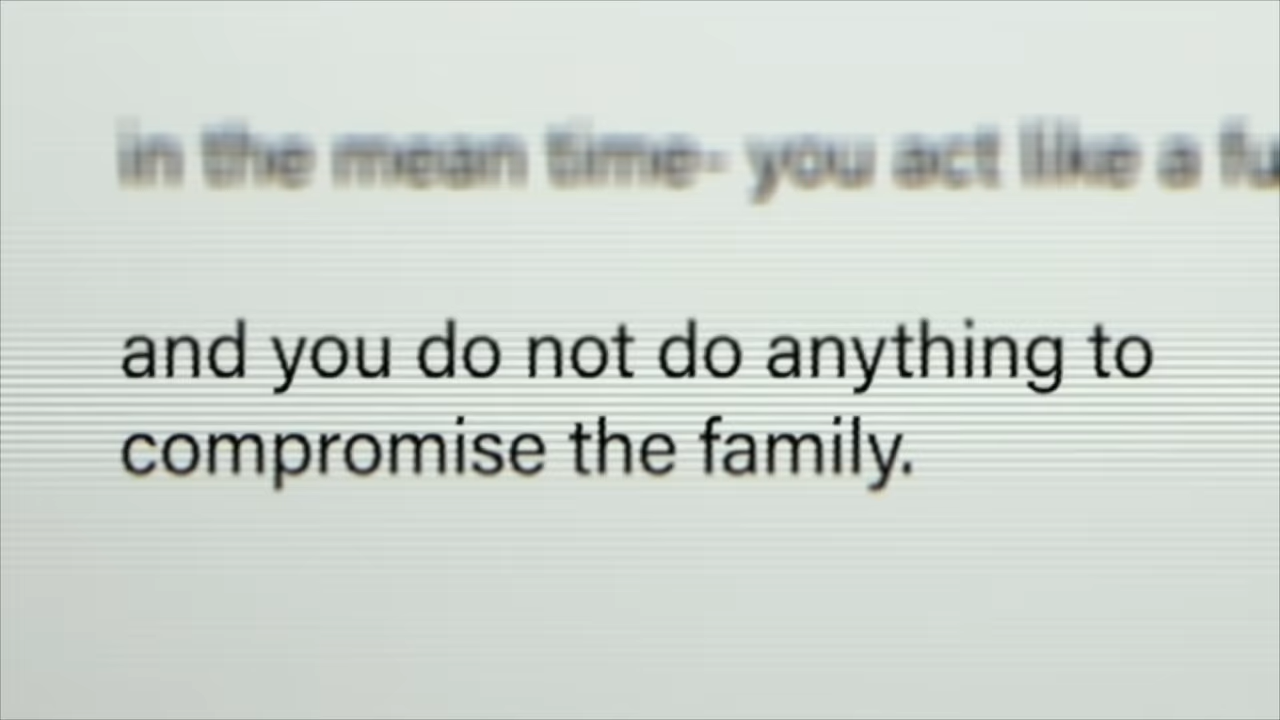 in the mean time- you act like a
and you do not do anything to
compromise the family.